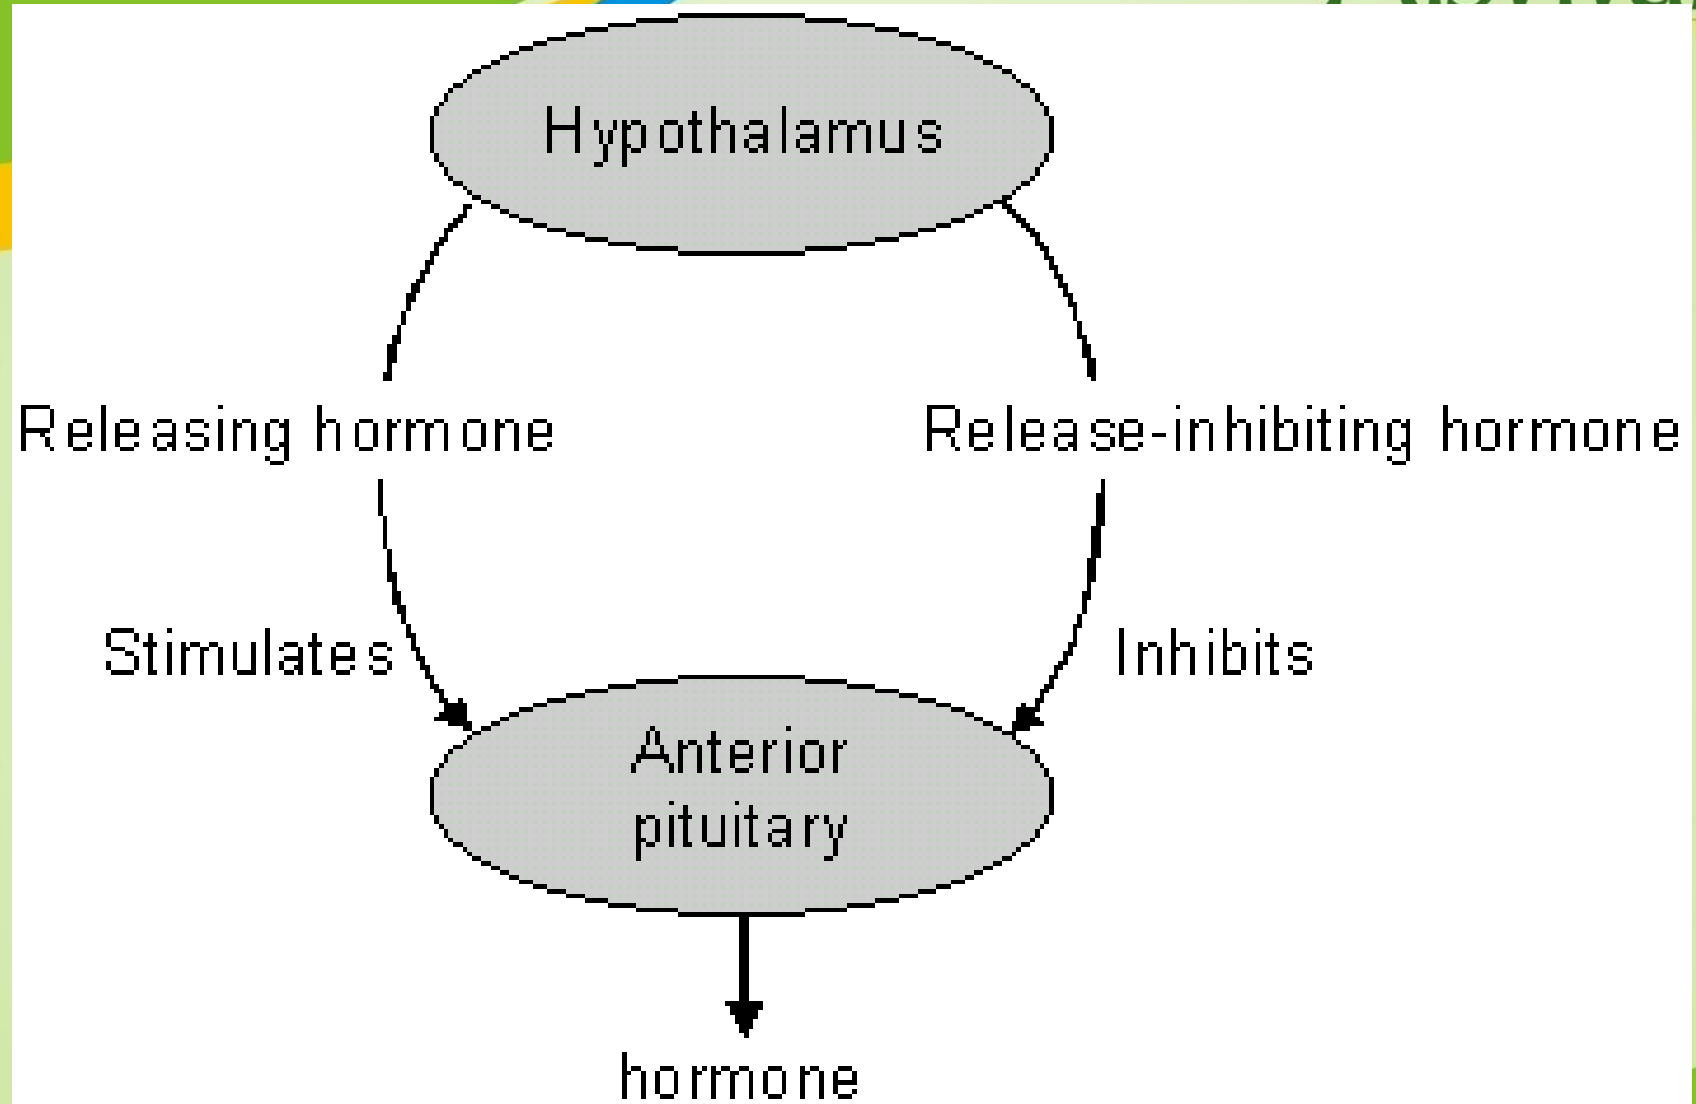 Hypothalamus
Releasing hormone
Release-inhibiting hormone
Stimulates
Inhibits
Anterior
pituitary
hormone